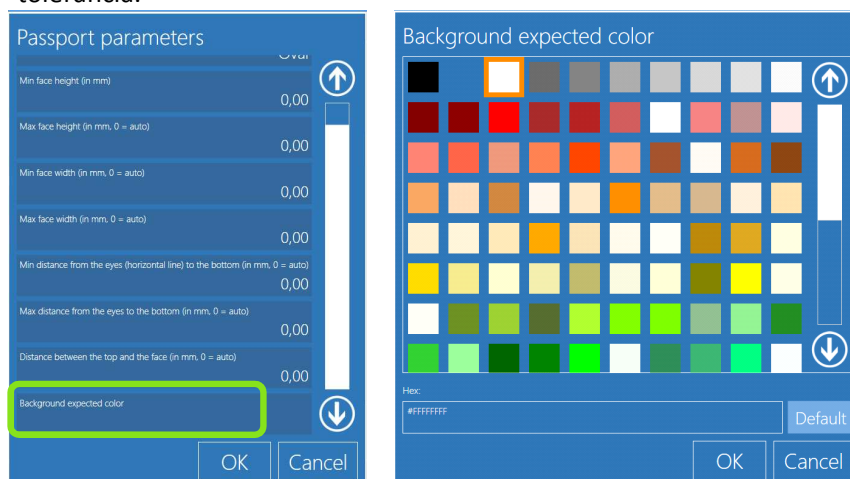 tolerancia.
Passport parameters
Oval
Min face height (in mm)
0,00
Max face height (in mm, 0 = auto)
0,00
Min face width (in mm, 0 = auto)
0,00
Max face width (in mm, 0 = auto)
0,00
Min distance from the eyes (horizontal line) to the bottom (in mm, 0 = auto)
0,00
Max distance from the eyes to the bottom (in mm, 0 = auto)
0,00
Distance between the top and the face (in mm, 0 = auto)
0,00
Background expected color
OK Cancel
Background expected color
Hex:
#FFFFFFFF
Default
OK Cancel